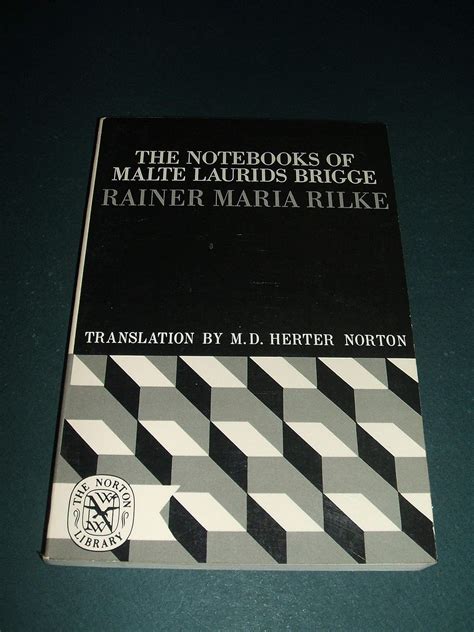 THE NOTEBOOKS OF
MALTE LAURIDS BRIGGE
RAINER MARIA RILKE
TRANSLATION BY M.D. HERTER NORTON
THE NORTON
LIBRARY